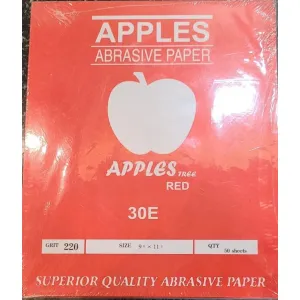 APPLES
ABRASIVE PAPER
APPLES TREE
RED
30E
GRIT 220 SIZE 9" × 11" QTY 50 sheets
SUPERIOR QUALITY ABRASIVE PAPER